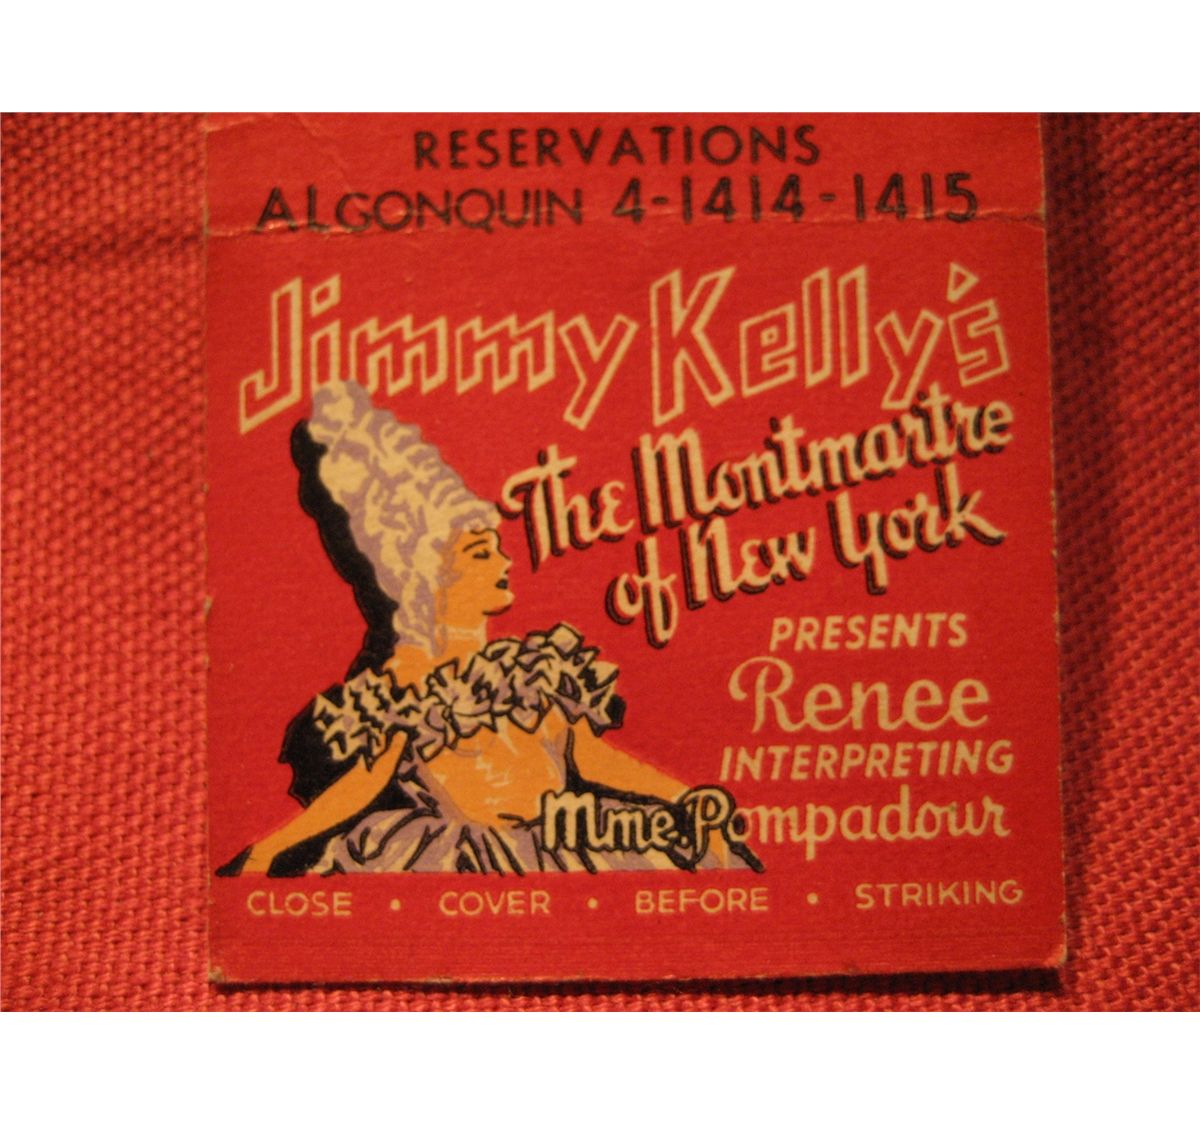 RESERVATIONS
ALGONQUIN 4-1414-1415
Jimmy Kelly's
The Montmartre
of New York
PRESENTS
Renee
INTERPRETING
Mme. Pompadour
CLOSE • COVER • BEFORE • STRIKING